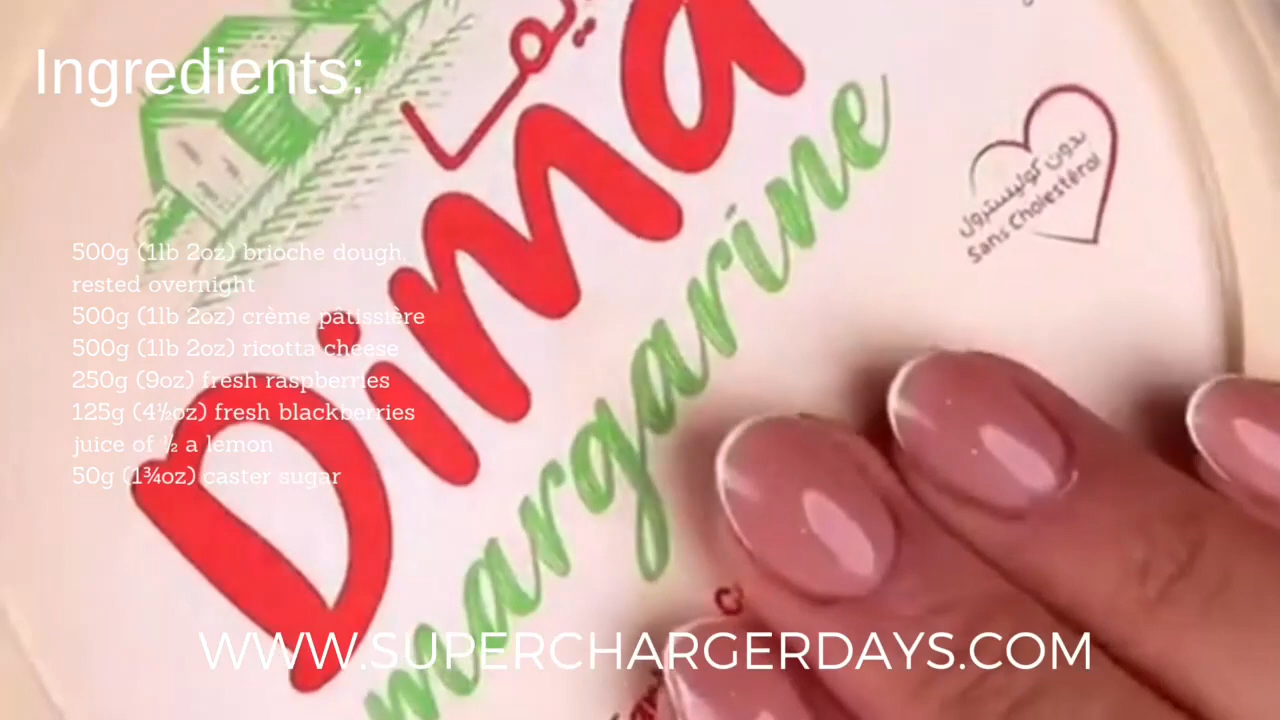 Ingredients:
ديما
Dima
margarine
بدون كوليسترول
Sans Cholestérol
500g (1lb 2oz) brioche dough,
rested overnight
500g (1lb 2oz) crème pâtissière
500g (1lb 2oz) ricotta cheese
250g (9oz) fresh raspberries
125g (4½oz) fresh blackberries
juice of ½ a lemon
50g (1¾oz) caster sugar
WWW.SUPERCHARGERDAYS.COM